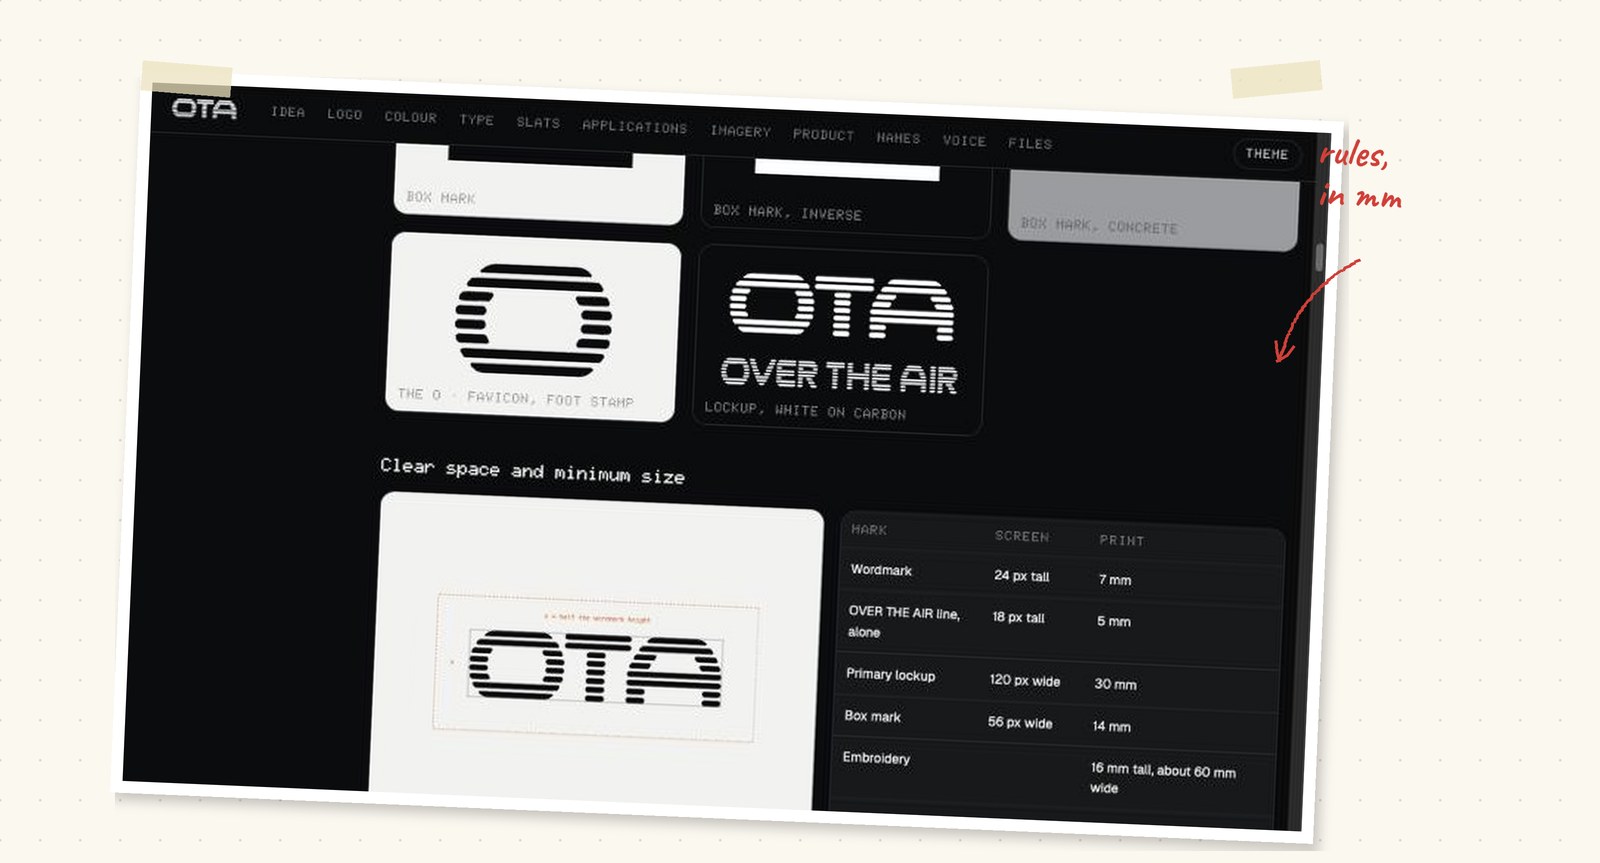 OTA
IDEA LOGO COLOUR TYPE SLATS APPLICATIONS IMAGERY PRODUCT NAMES VOICE FILES
THEME
rules,
in mm
BOX MARK
BOX MARK, INVERSE
BOX MARK, CONCRETE
O
THE O · FAVICON, FOOT STAMP
OTA
OVER THE AIR
LOCKUP, WHITE ON CARBON
Clear space and minimum size
x = half the wordmark height
x
OTA
MARK SCREEN PRINT
Wordmark 24 px tall 7 mm
OVER THE AIR line, 18 px tall 5 mm
alone
Primary lockup 120 px wide 30 mm
Box mark 56 px wide 14 mm
Embroidery 16 mm tall, about 60 mm
wide